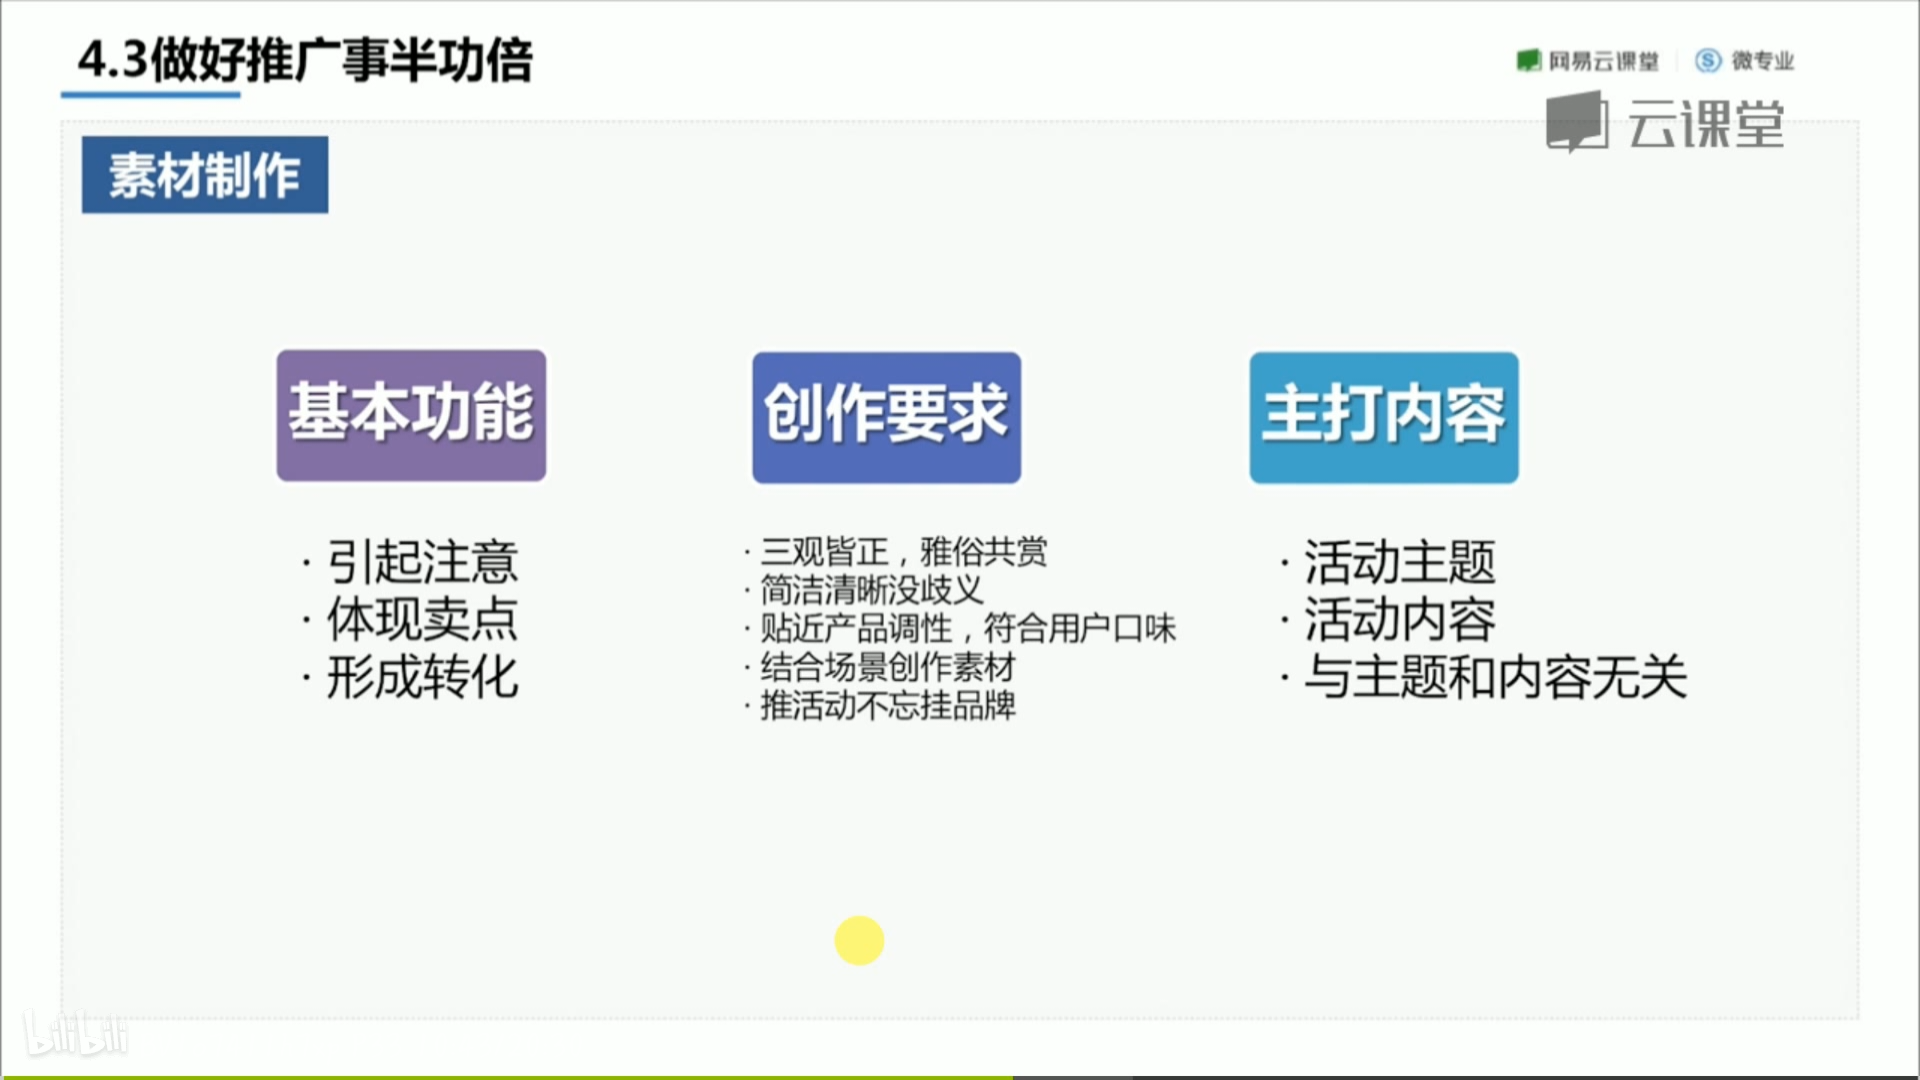 4.3做好推广事半功倍
网易云课堂
微专业
云课堂
素材制作
基本功能
· 引起注意
· 体现卖点
· 形成转化
创作要求
· 三观皆正，雅俗共赏
· 简洁清晰没歧义
· 贴近产品调性，符合用户口味
· 结合场景创作素材
· 推活动不忘挂品牌
主打内容
· 活动主题
· 活动内容
· 与主题和内容无关
bilibili